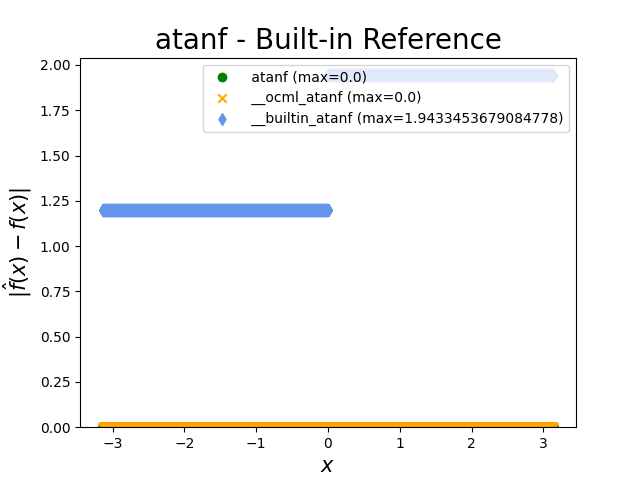 atanf - Built-in Reference
atanf (max=0.0)
__ocml_atanf (max=0.0)
__builtin_atanf (max=1.9433453679084778)
2.00
1.75
1.50
1.25
1.00
0.75
0.50
0.25
0.00
|f̂(x) − f(x)|
−3
−2
−1
0
1
2
3
x